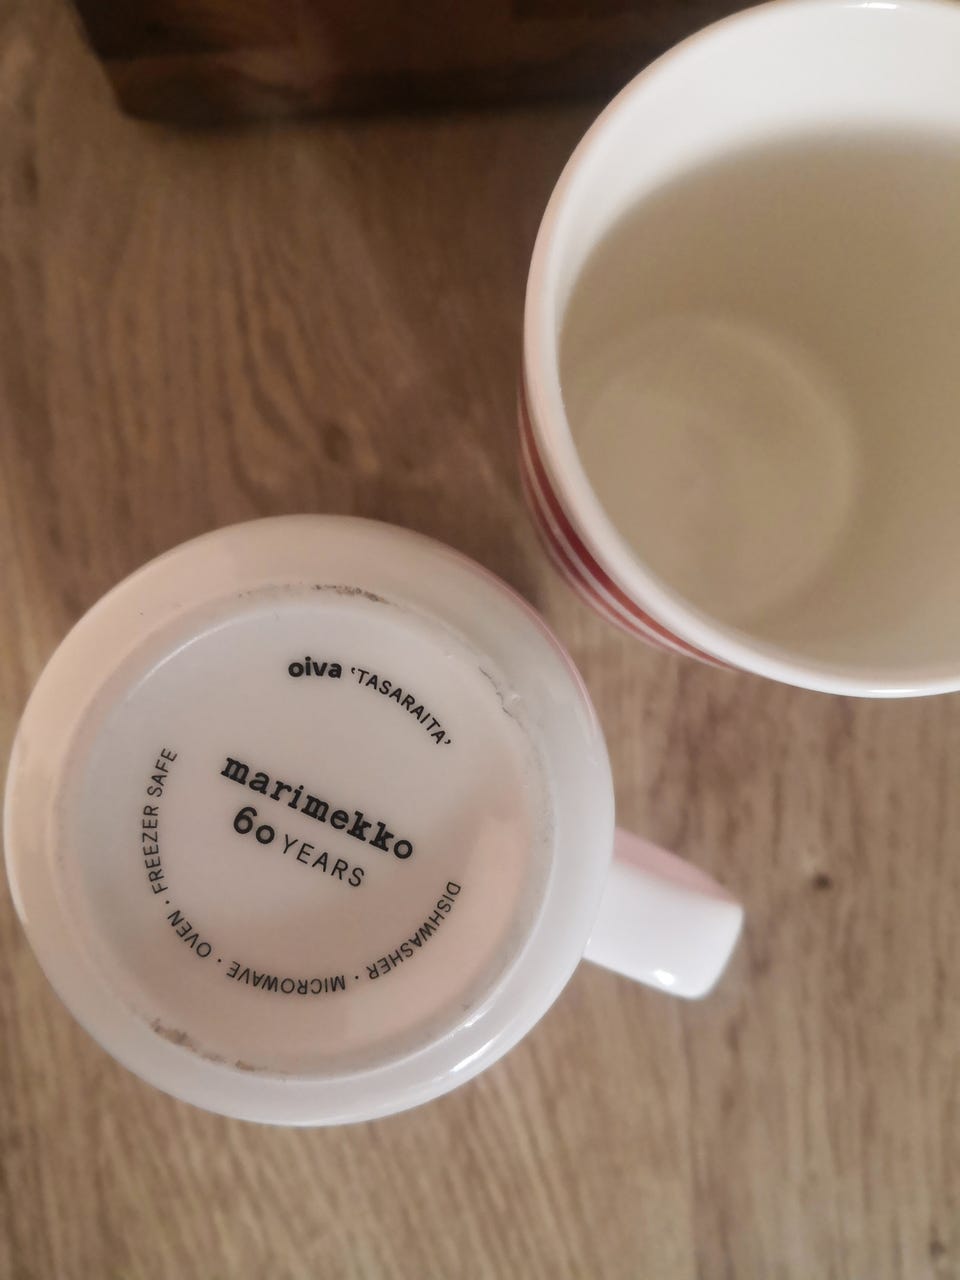 oiva ‘TASARAITA’
marimekko
60 YEARS
DISHWASHER · MICROWAVE · OVEN · FREEZER SAFE